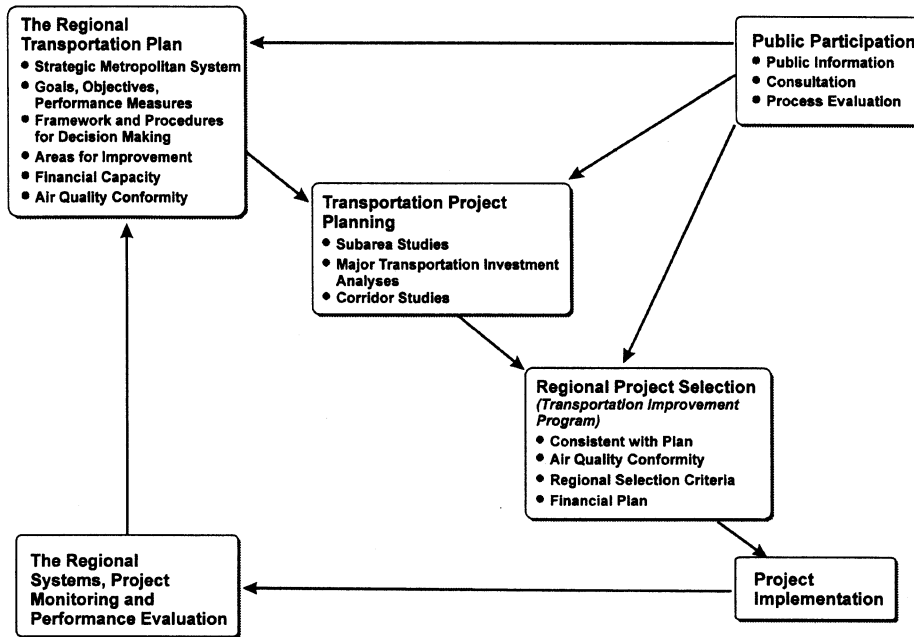 The Regional
Transportation Plan
● Strategic Metropolitan System
● Goals, Objectives,
Performance Measures
● Framework and Procedures
for Decision Making
● Areas for Improvement
● Financial Capacity
● Air Quality Conformity
Public Participation
● Public Information
● Consultation
● Process Evaluation
Transportation Project
Planning
● Subarea Studies
● Major Transportation Investment
Analyses
● Corridor Studies
Regional Project Selection
(Transportation Improvement
Program)
● Consistent with Plan
● Air Quality Conformity
● Regional Selection Criteria
● Financial Plan
The Regional
Systems, Project
Monitoring and
Performance Evaluation
Project
Implementation